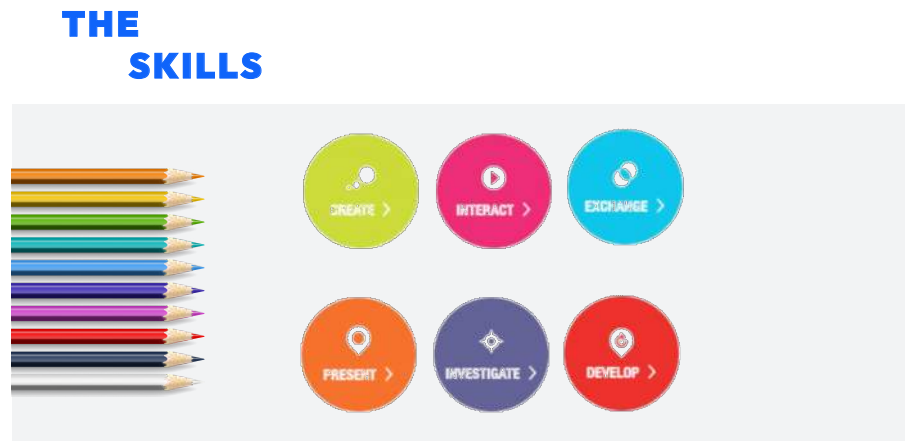 THE
SKILLS
CREATE >
INTERACT >
EXCHANGE >
PRESENT >
INVESTIGATE >
DEVELOP >